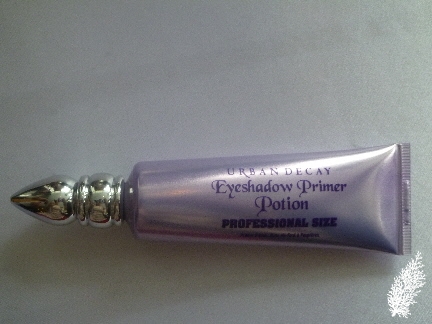 URBAN DECAY
Eyeshadow Primer
Potion
PROFESSIONAL SIZE